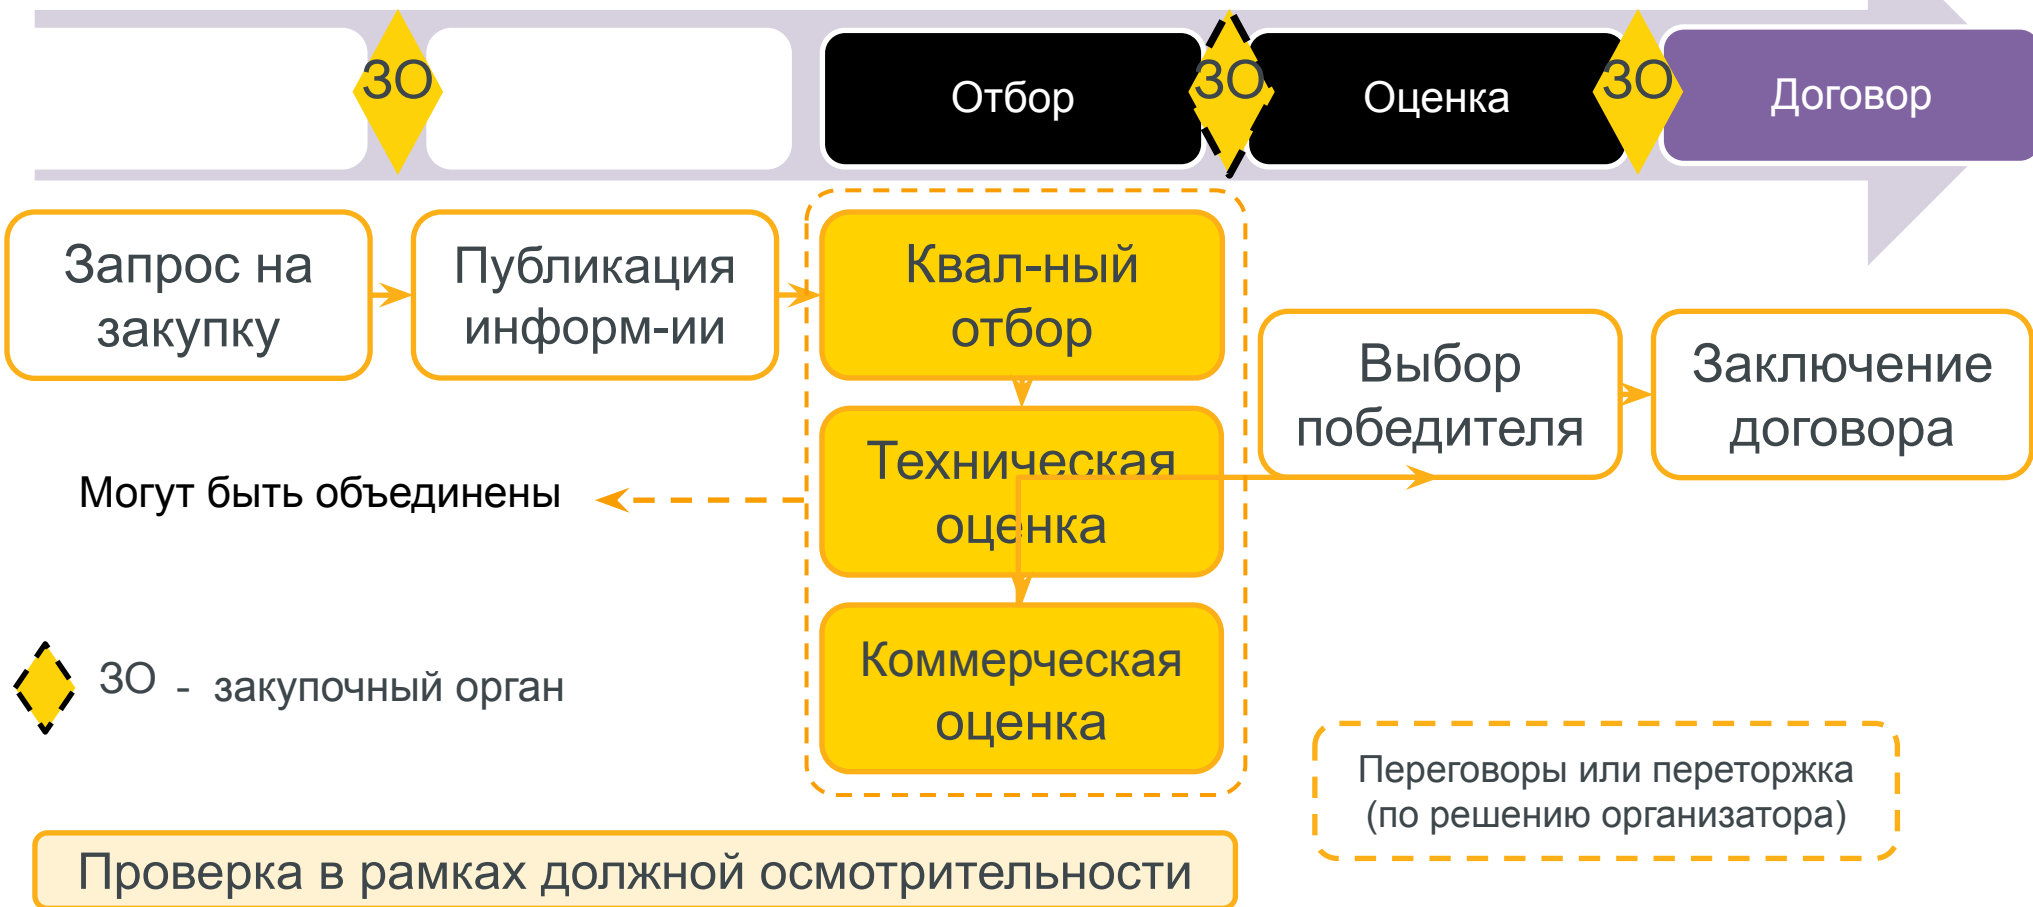 ЗО
ЗО
ЗО
Отбор
Оценка
Договор
Запрос на
закупку
Публикация
информ-ии
Квал-ный
отбор
Выбор
победителя
Заключение
договора
Техническая
оценка
Могут быть объединены
Коммерческая
оценка
ЗО - закупочный орган
Переговоры или переторжка
(по решению организатора)
Проверка в рамках должной осмотрительности